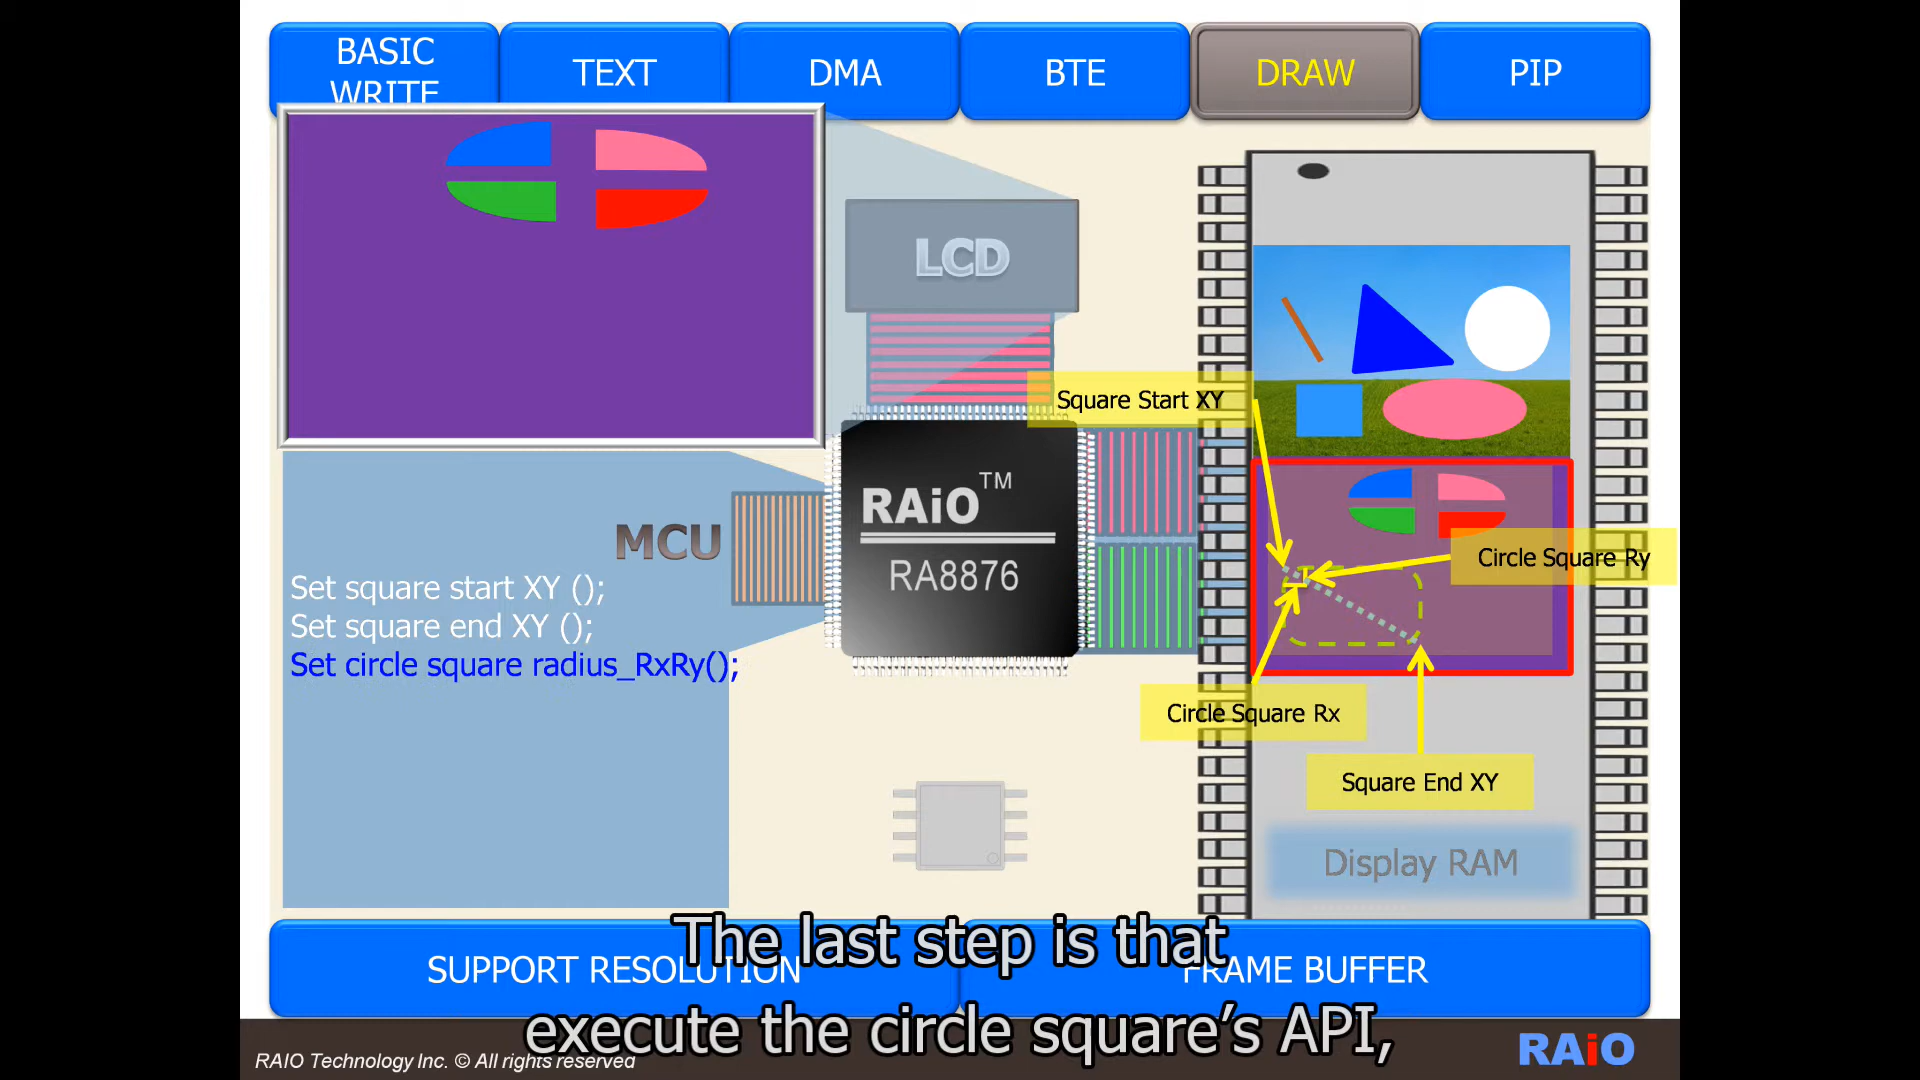 BASIC
WRITE
TEXT
DMA
BTE
DRAW
PIP
LCD
Square Start XY
RAiO™
RA8876
MCU
Circle Square Ry
Set square start XY ();
Set square end XY ();
Set circle square radius_RxRy();
Circle Square Rx
Square End XY
Display RAM
SUPPORT RESOLUTION
FRAME BUFFER
The last step is that
execute the circle square’s API,
RAIO Technology Inc. © All rights reserved
RAiO